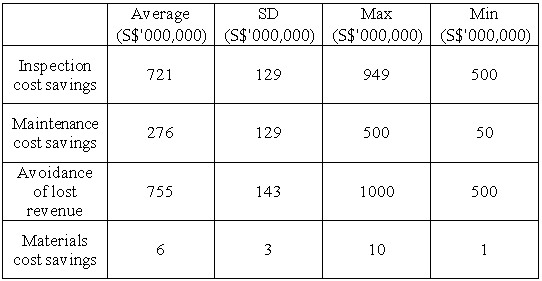 Average SD Max Min
(S$'000,000) (S$'000,000) (S$'000,000) (S$'000,000)
Inspection
cost savings 721 129 949 500
Maintenance
cost savings 276 129 500 50
Avoidance
of lost
revenue 755 143 1000 500
Materials
cost savings 6 3 10 1